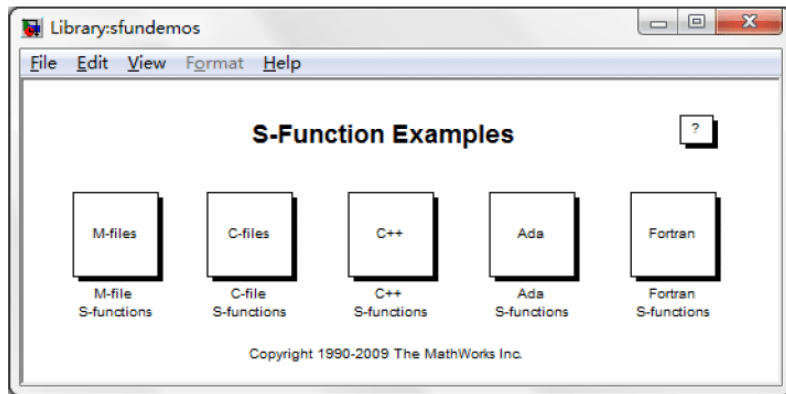 Library:sfundemos
File Edit View Format Help
S-Function Examples
?
M-files C-files C++ Ada Fortran
M-file C-file C++ Ada Fortran
S-functions S-functions S-functions S-functions S-functions
Copyright 1990-2009 The MathWorks Inc.